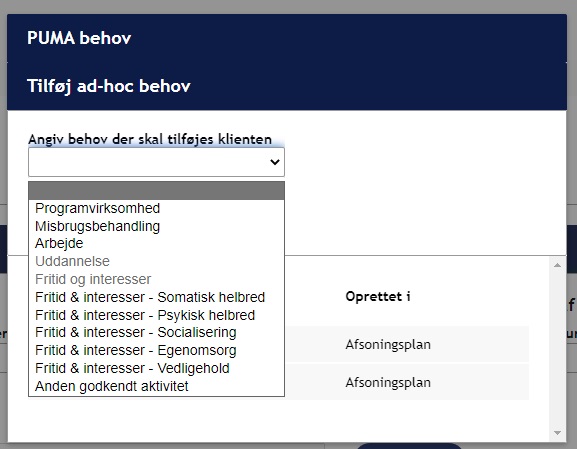 PUMA behov
Tilføj ad-hoc behov
Angiv behov der skal tilføjes klienten
Programvirksomhed
Misbrugsbehandling
Arbejde
Uddannelse
Fritid og interesser
Fritid & interesser - Somatisk helbred
Fritid & interesser - Psykisk helbred
Fritid & interesser - Socialisering
Fritid & interesser - Egenomsorg
Fritid & interesser - Vedligehold
Anden godkendt aktivitet
Oprettet i
Afsoningsplan
Afsoningsplan